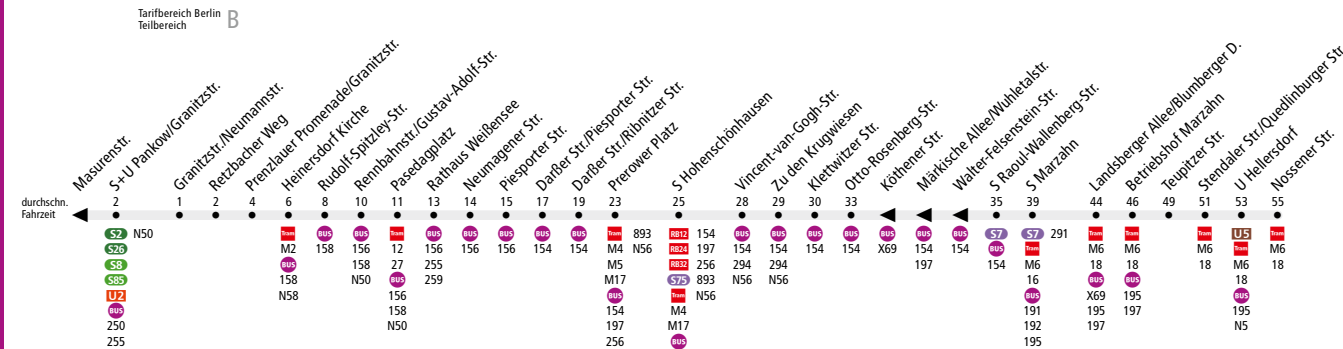 Tarifbereich Berlin
Teilbereich B
Masurenstr.
S+U Pankow/Granitzstr.
Granitzstr./Neumannstr.
Retzbacher Weg
Prenzlauer Promenade/Granitzstr.
Heinersdorf Kirche
Rudolf-Spitzley-Str.
Rennbahnstr./Gustav-Adolf-Str.
Pasedagplatz
Rathaus Weißensee
Neumagener Str.
Piesporter Str.
Darßer Str./Piesporter Str.
Darßer Str./Ribnitzer Str.
Prerower Platz
S Hohenschönhausen
Vincent-van-Gogh-Str.
Zu den Krugwiesen
Klettwitzer Str.
Otto-Rosenberg-Str.
Köthener Str.
Märkische Allee/Wuhletalstr.
Walter-Felsenstein-Str.
S Raoul-Wallenberg-Str.
S Marzahn
Landsberger Allee/Blumberger D.
Betriebshof Marzahn
Teupitzer Str.
Stendaler Str./Quedlinburger Str.
U Hellersdorf
Nossener Str.
durchschn. 2 1 2 4 6 8 10 11 13 14 15 17 19 23 25 28 29 30 33 35 39 44 46 49 51 53 55
Fahrzeit
S2 N50 Tram BUS BUS Tram BUS BUS BUS BUS BUS Tram 893 RB12 154 BUS BUS BUS BUS BUS BUS BUS S7 S7 291 Tram Tram Tram U5 Tram
S26 M2 158 156 12 156 156 156 154 154 M4 N56 RB24 197 154 154 154 154 X69 154 154 BUS Tram M6 M6 M6 Tram M6
S8 BUS 158 27 255 M5 RB32 256 294 294 197 154 M6 18 18 18 M6 18
S85 158 N50 BUS 259 M17 S75 893 N56 N56 16 BUS BUS 18
U2 N58 156 BUS Tram N56 BUS X69 195 BUS
BUS 158 154 M4 191 195 197 195
250 N50 197 M17 192 197 N5
255 256 BUS 195